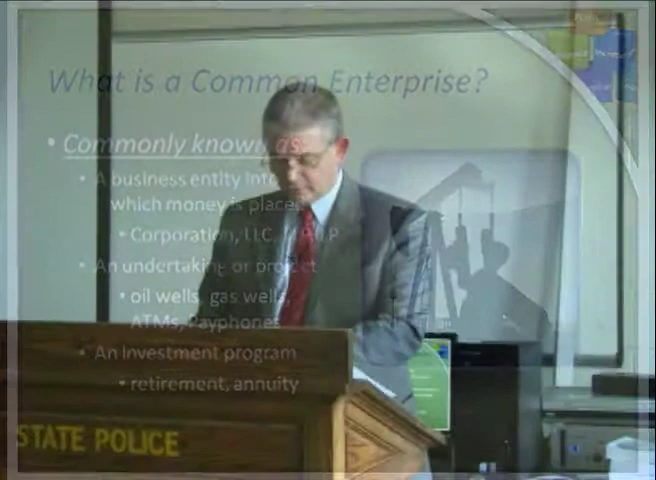 What is a Common Enterprise?
• Commonly known as
• A business entity into
which money is placed
• Corporation, LLC,
• An undertaking or project
• oil wells, gas wells,
ATMs, Payphones
• An Investment program
• retirement, annuity
STATE POLICE